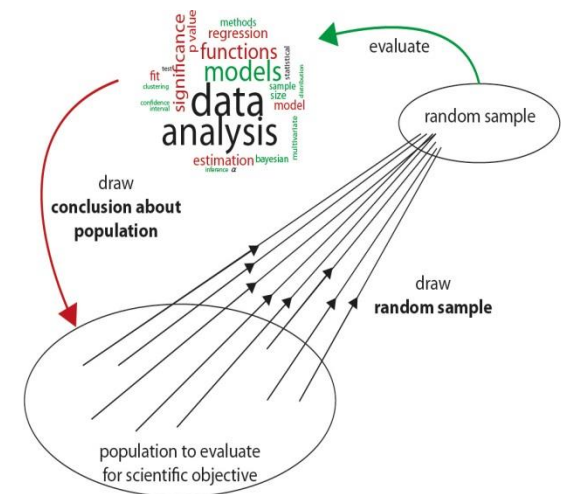 methods
regression
p value
significance
functions
statistical
test
fit
models
clustering
sample
size
distribution
data
model
confidence
interval
analysis
multivariate
estimation
bayesian
inference
α
evaluate
random sample
draw
conclusion about
population
draw
random sample
population to evaluate
for scientific objective